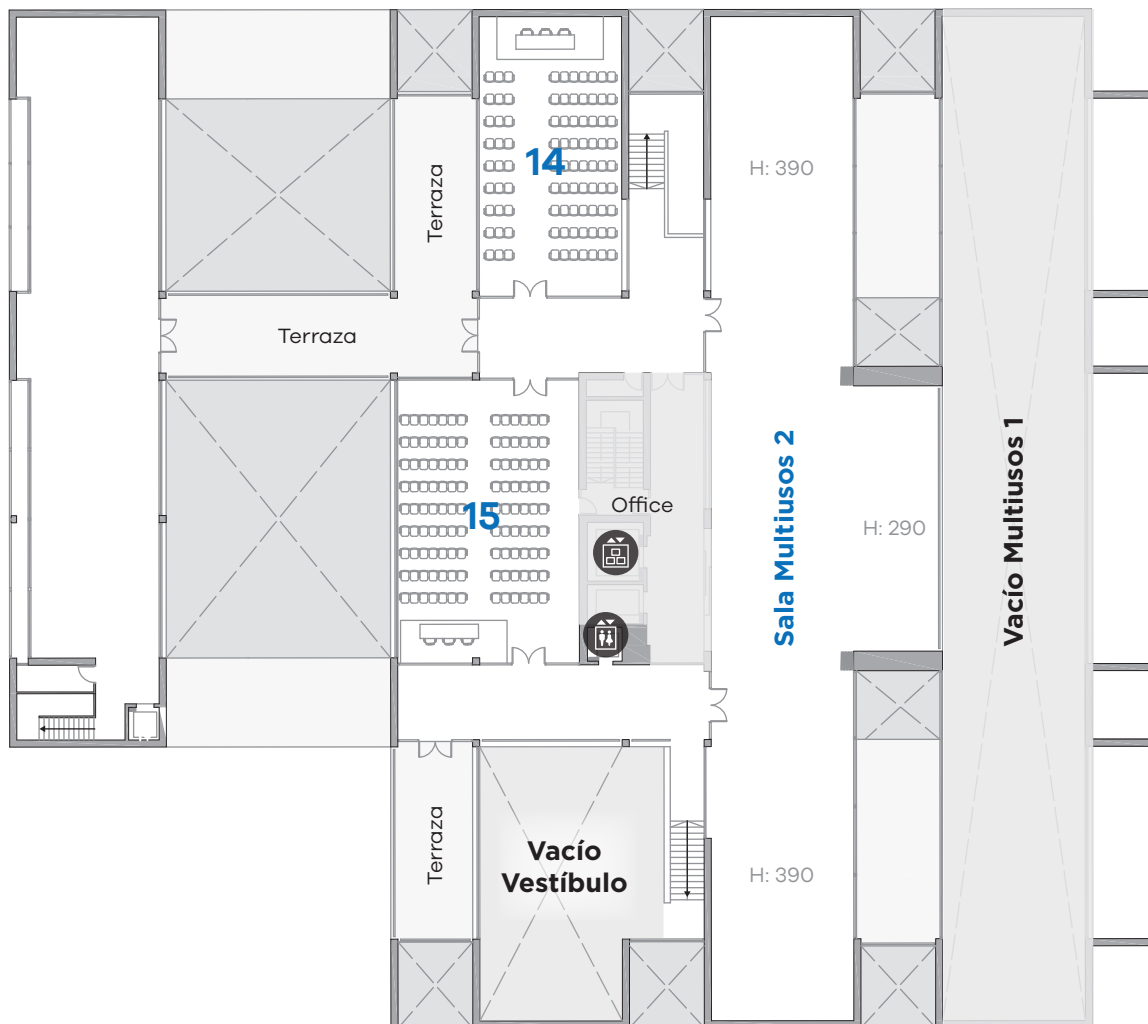 14
H: 390
Terraza
Terraza
Sala Multiusos 2
Vacío Multiusos 1
15
Office
H: 290
Terraza
Vacío
Vestíbulo
H: 390